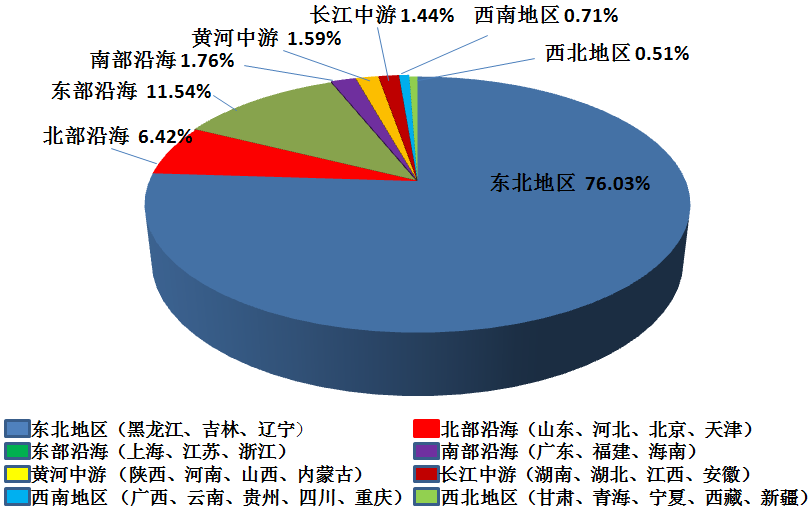 长江中游 1.44%
西南地区 0.71%
黄河中游 1.59%
西北地区 0.51%
南部沿海 1.76%
东部沿海 11.54%
北部沿海 6.42%
东北地区 76.03%
东北地区（黑龙江、吉林、辽宁）
北部沿海（山东、河北、北京、天津）
东部沿海（上海、江苏、浙江）
南部沿海（广东、福建、海南）
黄河中游（陕西、河南、山西、内蒙古）
长江中游（湖南、湖北、江西、安徽）
西南地区（广西、云南、贵州、四川、重庆）
西北地区（甘肃、青海、宁夏、西藏、新疆）